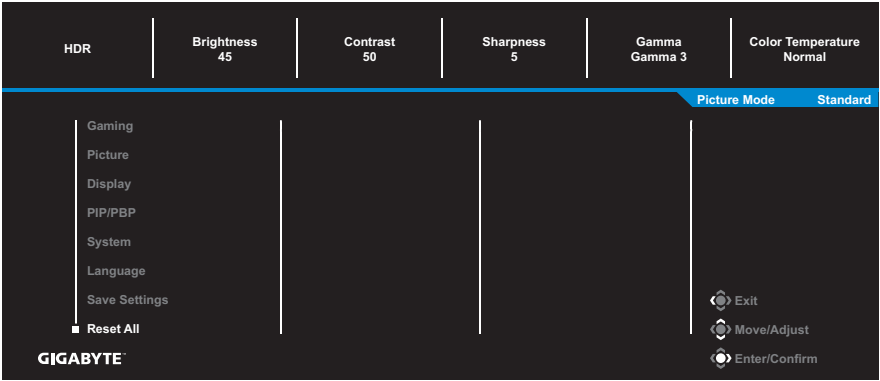 HDR
Brightness
45
Contrast
50
Sharpness
5
Gamma
Gamma 3
Color Temperature
Normal
Picture Mode Standard
Gaming
Picture
Display
PIP/PBP
System
Language
Save Settings
Reset All
Exit
Move/Adjust
Enter/Confirm
GIGABYTE™